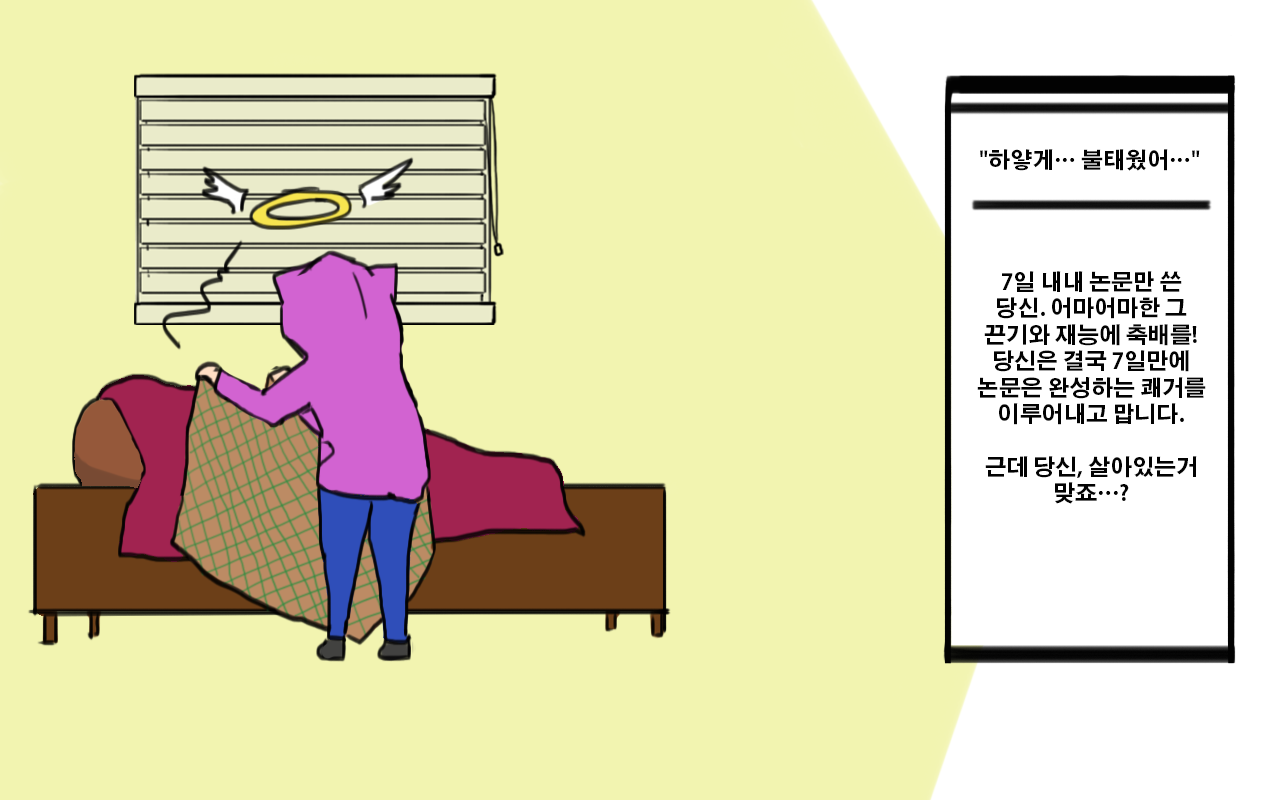 "하얗게… 불태웠어…"
7일 내내 논문만 쓴
당신. 어마어마한 그
끈기와 재능에 축배를!
당신은 결국 7일만에
논문은 완성하는 쾌거를
이루어내고 맙니다.
근데 당신, 살아있는거
맞죠…?